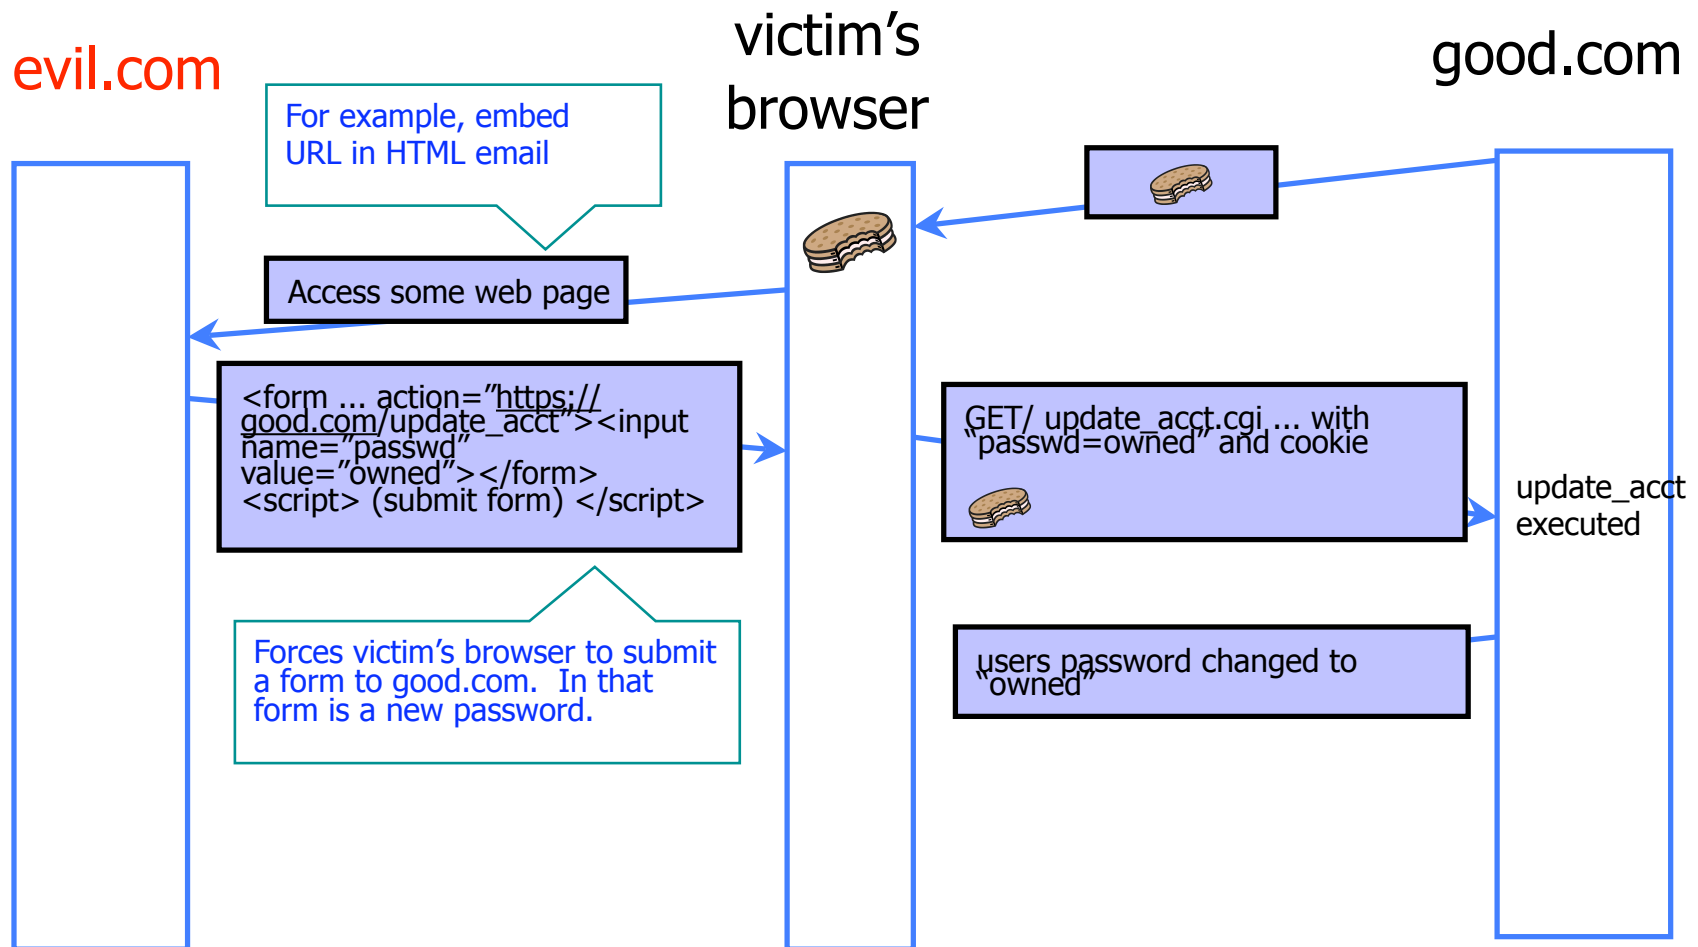 evil.com
victim’s
browser
good.com
For example, embed
URL in HTML email
Access some web page
<form ... action=”https://
good.com/update_acct”><input
name=”passwd”
value=”owned”></form>
<script> (submit form) </script>
GET/ update_acct.cgi ... with
“passwd=owned” and cookie
update_acct
executed
Forces victim’s browser to submit
a form to good.com.  In that
form is a new password.
users password changed to
“owned”